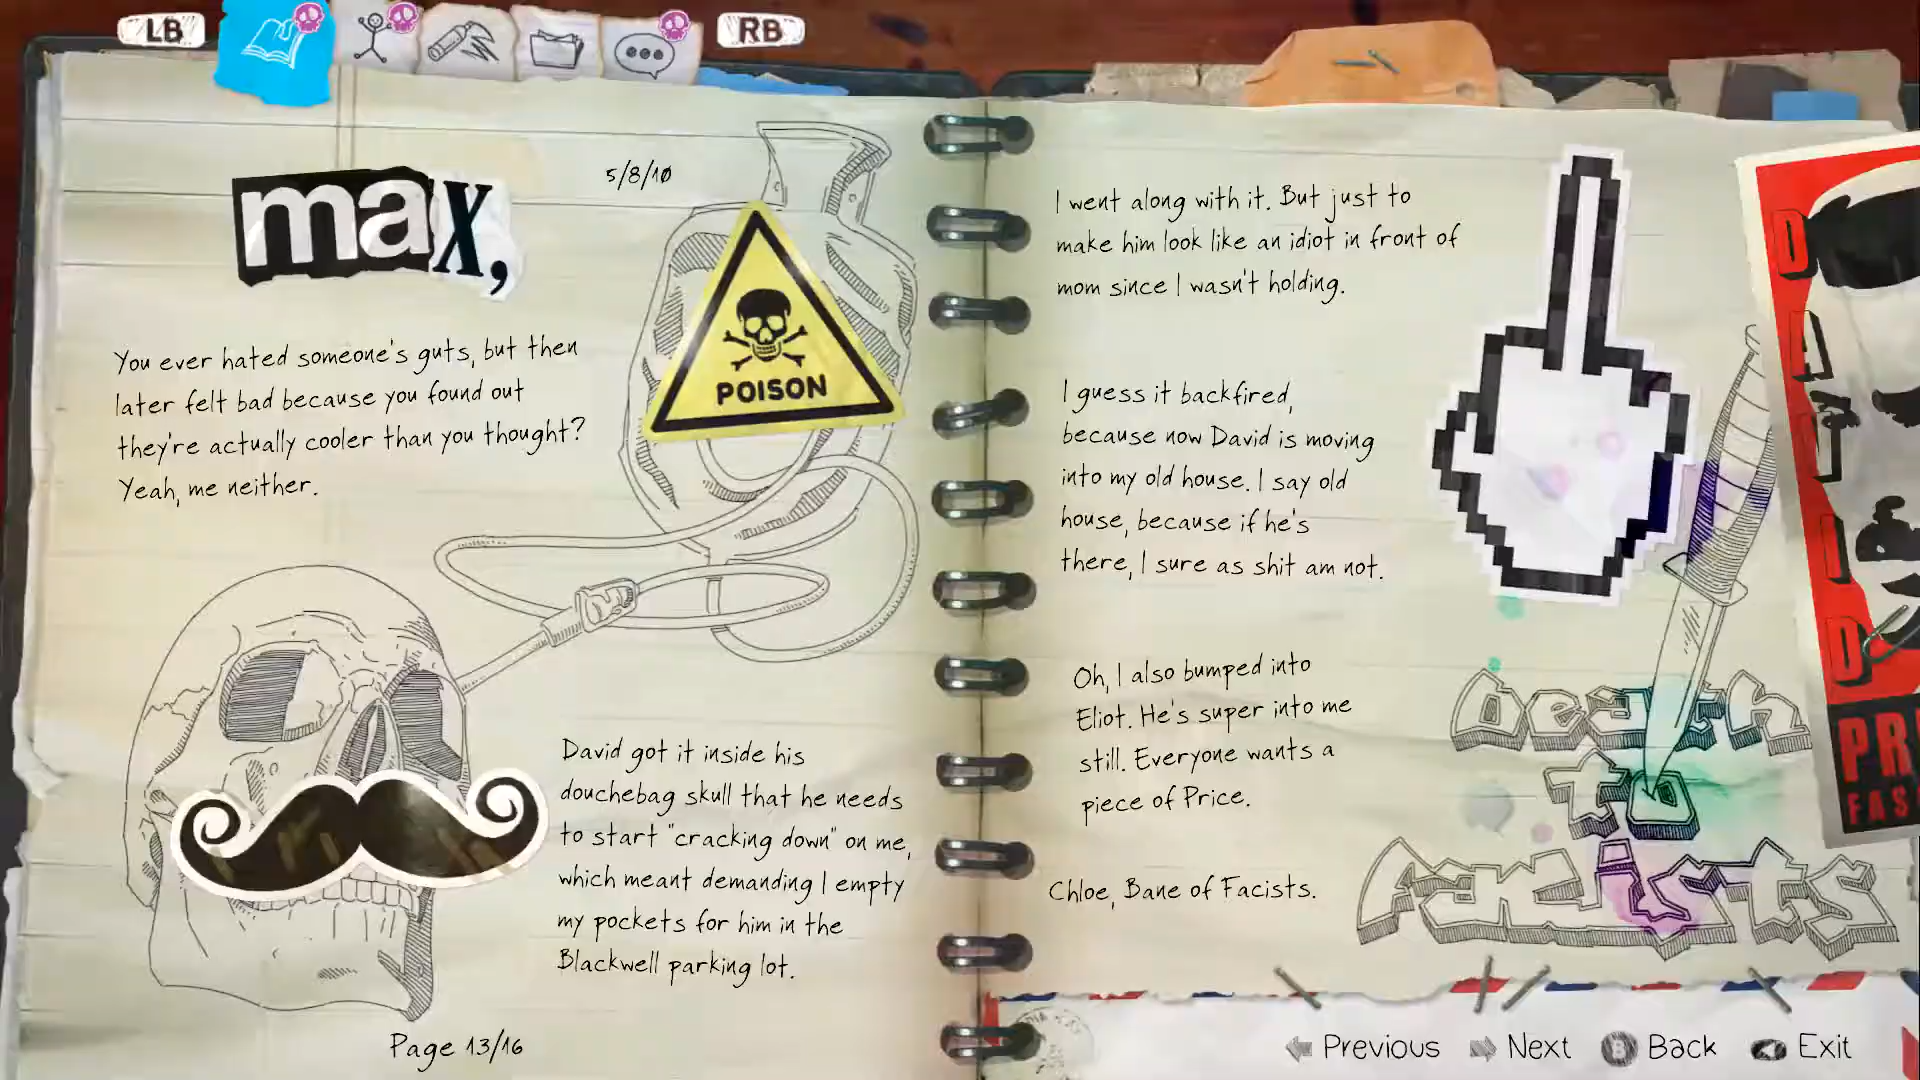 LB
RB
max,
5/8/10
POISON
You ever hated someone's guts, but then
later felt bad because you found out
they're actually cooler than you thought?
Yeah, me neither.
David got it inside his
douchebag skull that he needs
to start "cracking down" on me,
which meant demanding I empty
my pockets for him in the
Blackwell parking lot.
Page 13/16
I went along with it. But just to
make him look like an idiot in front of
mom since I wasn't holding.
I guess it backfired,
because now David is moving
into my old house. I say old
house, because if he's
there, I sure as shit am not.
Oh, I also bumped into
Eliot. He's super into me
still. Everyone wants a
piece of Price.
Chloe, Bane of Facists.
Death
to
Facists
DAVID
PR
FAS
Previous
Next
B Back
Exit